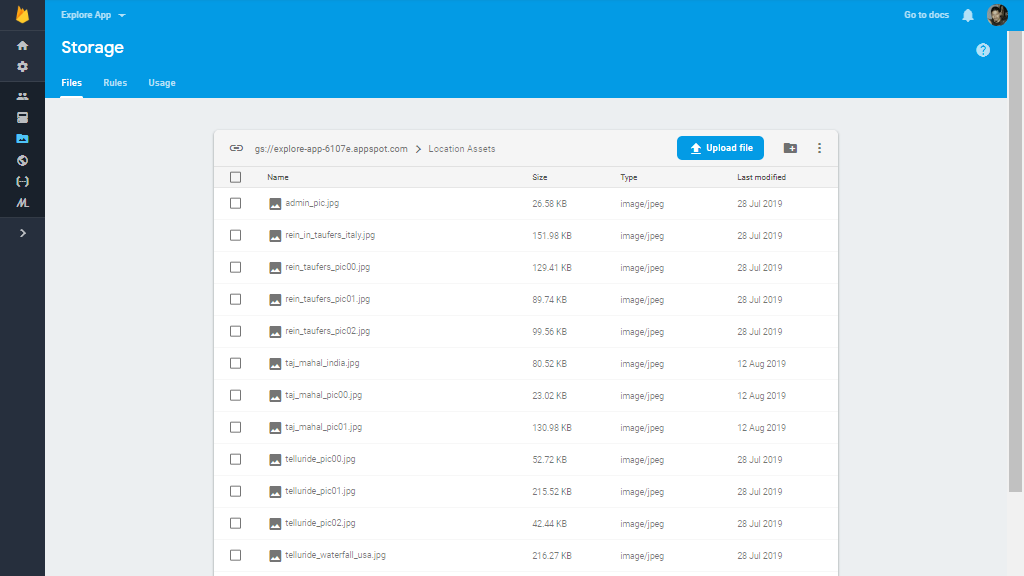 Explore App
Go to docs
Storage
Files Rules Usage
gs://explore-app-6107e.appspot.com > Location Assets
Upload file
Name Size Type Last modified
admin_pic.jpg 26.58 KB image/jpeg 28 Jul 2019
rein_in_taufers_italy.jpg 151.98 KB image/jpeg 28 Jul 2019
rein_taufers_pic00.jpg 129.41 KB image/jpeg 28 Jul 2019
rein_taufers_pic01.jpg 89.74 KB image/jpeg 28 Jul 2019
rein_taufers_pic02.jpg 99.56 KB image/jpeg 28 Jul 2019
taj_mahal_india.jpg 80.52 KB image/jpeg 12 Aug 2019
taj_mahal_pic00.jpg 23.02 KB image/jpeg 12 Aug 2019
taj_mahal_pic01.jpg 130.98 KB image/jpeg 12 Aug 2019
telluride_pic00.jpg 52.72 KB image/jpeg 28 Jul 2019
telluride_pic01.jpg 215.52 KB image/jpeg 28 Jul 2019
telluride_pic02.jpg 42.44 KB image/jpeg 28 Jul 2019
telluride_waterfall_usa.jpg 216.27 KB image/jpeg 28 Jul 2019